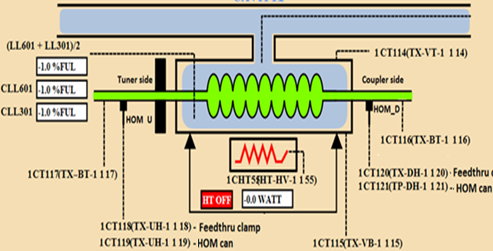 (LL601 + LL301)/2
-1.0 %FUL
CLL601 -1.0 %FUL
CLL301 -1.0 %FUL
Tuner side
Coupler side
HOM_U
HOM_D
1CT114(TX-VT-1 1 14)
1CT116(TX-BT-1 1 16)
1CT117(TX-BT-1 1 17)
1CHT55(HT-HV-1 1 55)
1CT120(TX-DH-1 1 20) - Feedthru c
1CT121(TP-DH-1 1 21) - HOM can
HT OFF -0.0 WATT
1CT118(TX-UH-1 1 18) - Feedthru clamp
1CT119(TX-UH-1 1 19) - HOM can
1CT115(TX-VB-1 1 15)